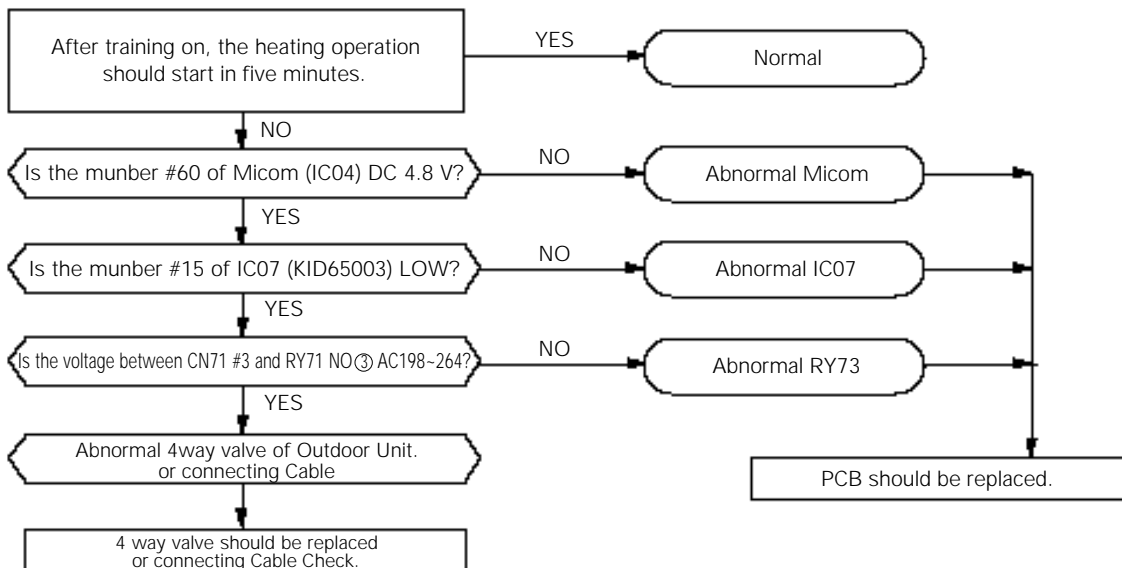 After training on, the heating operation
should start in five minutes.
YES
Normal
NO
Is the munber #60 of Micom (IC04) DC 4.8 V?
NO
Abnormal Micom
YES
Is the munber #15 of IC07 (KID65003) LOW?
NO
Abnormal IC07
YES
Is the voltage between CN71 #3 and RY71 NO③ AC198~264?
NO
Abnormal RY73
YES
Abnormal 4way valve of Outdoor Unit.
or connecting Cable
PCB should be replaced.
4 way valve should be replaced
or connecting Cable Check.